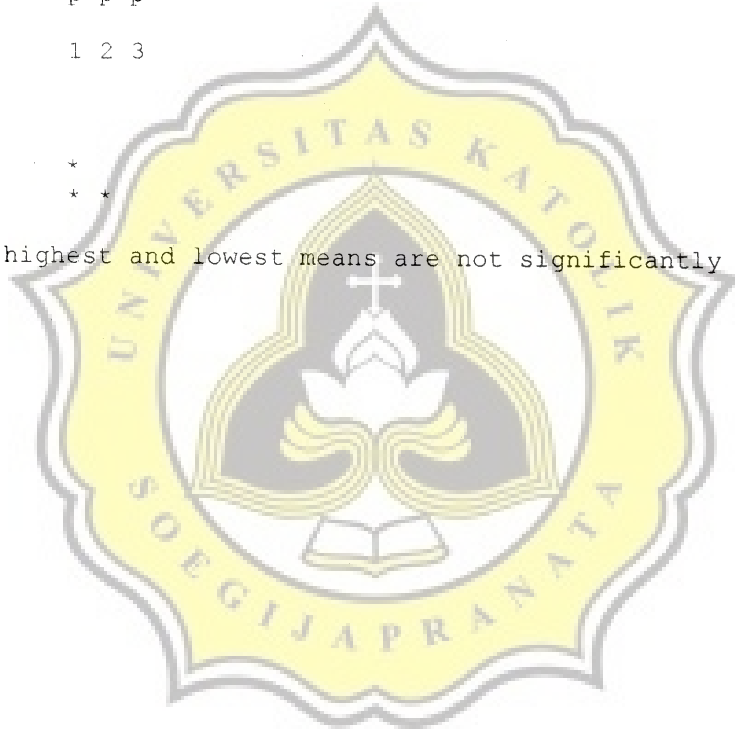 p p p
1 2 3
*
* *
highest and lowest means are not significantly
UNIVERSITAS KATOLIK
SOEGIJAPRANATA